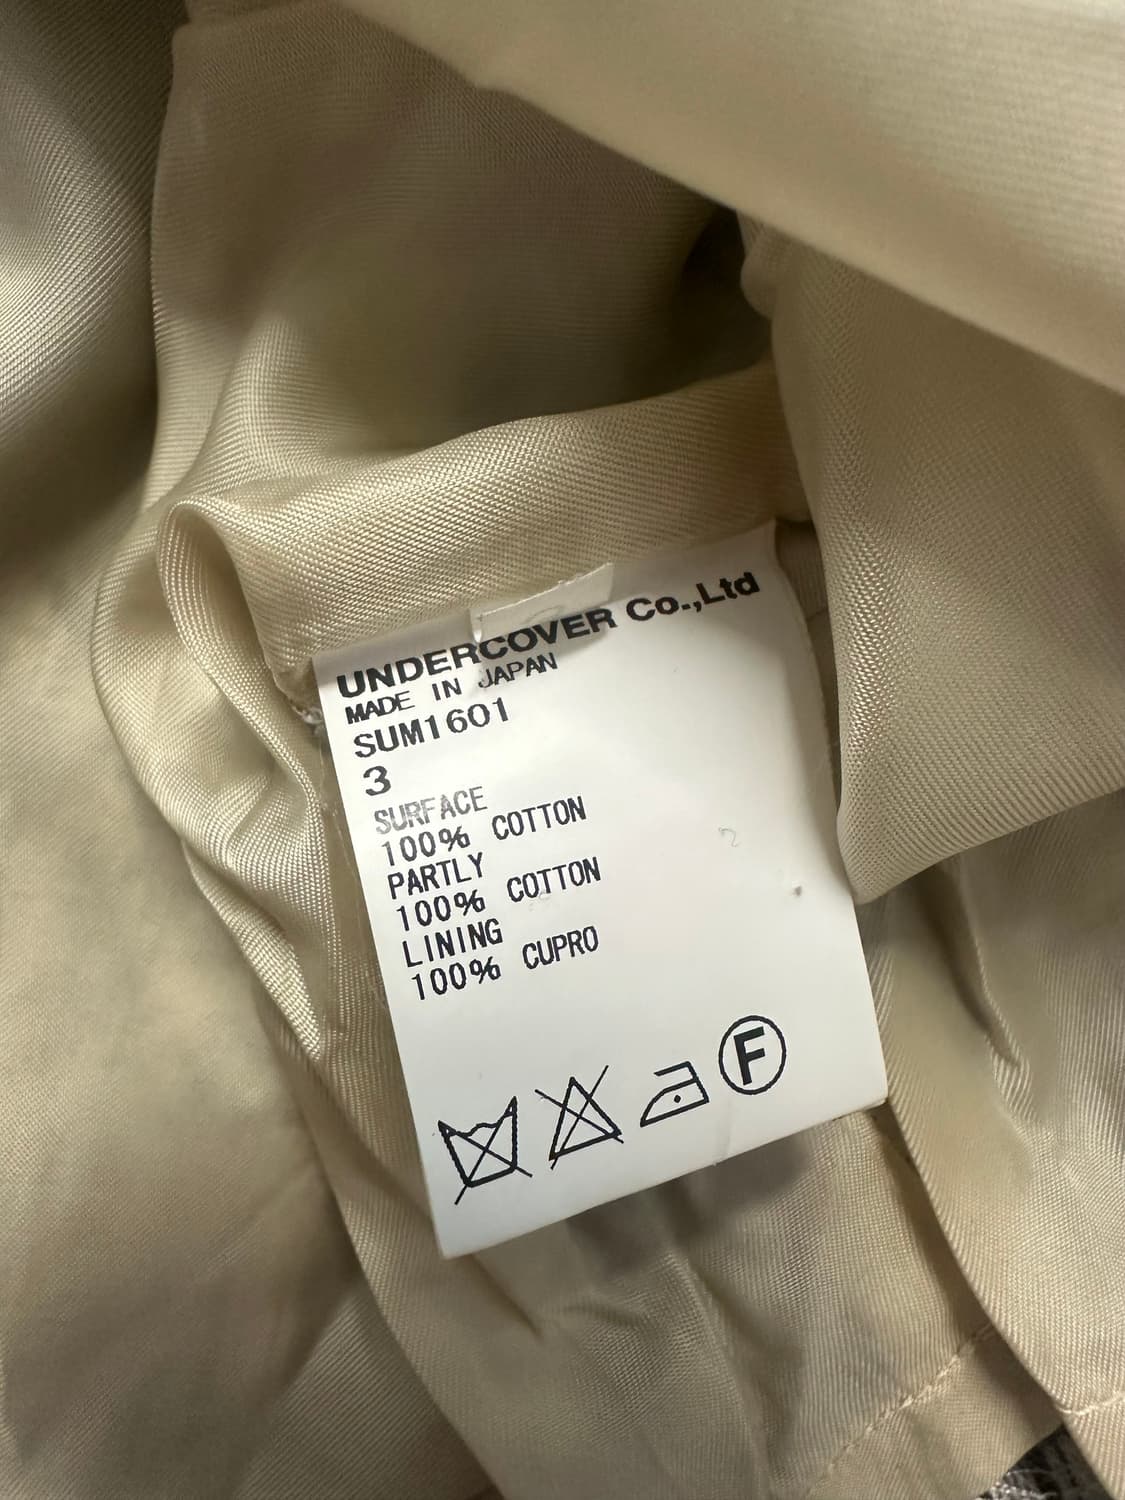 UNDERCOVER Co.,Ltd
MADE IN JAPAN
SUM1601
3
SURFACE
100% COTTON
PARTLY
100% COTTON
LINING
100% CUPRO
F